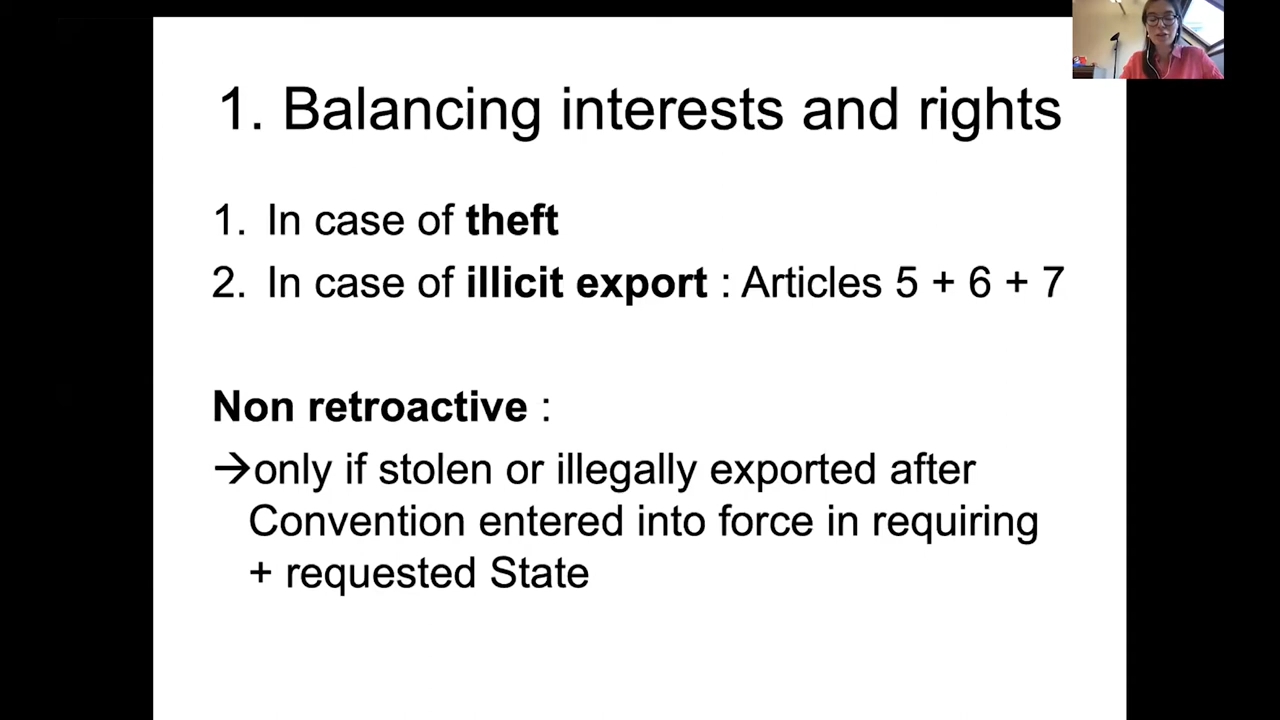 1. Balancing interests and rights
1. In case of theft
2. In case of illicit export : Articles 5 + 6 + 7
Non retroactive :
→only if stolen or illegally exported after
Convention entered into force in requiring
+ requested State